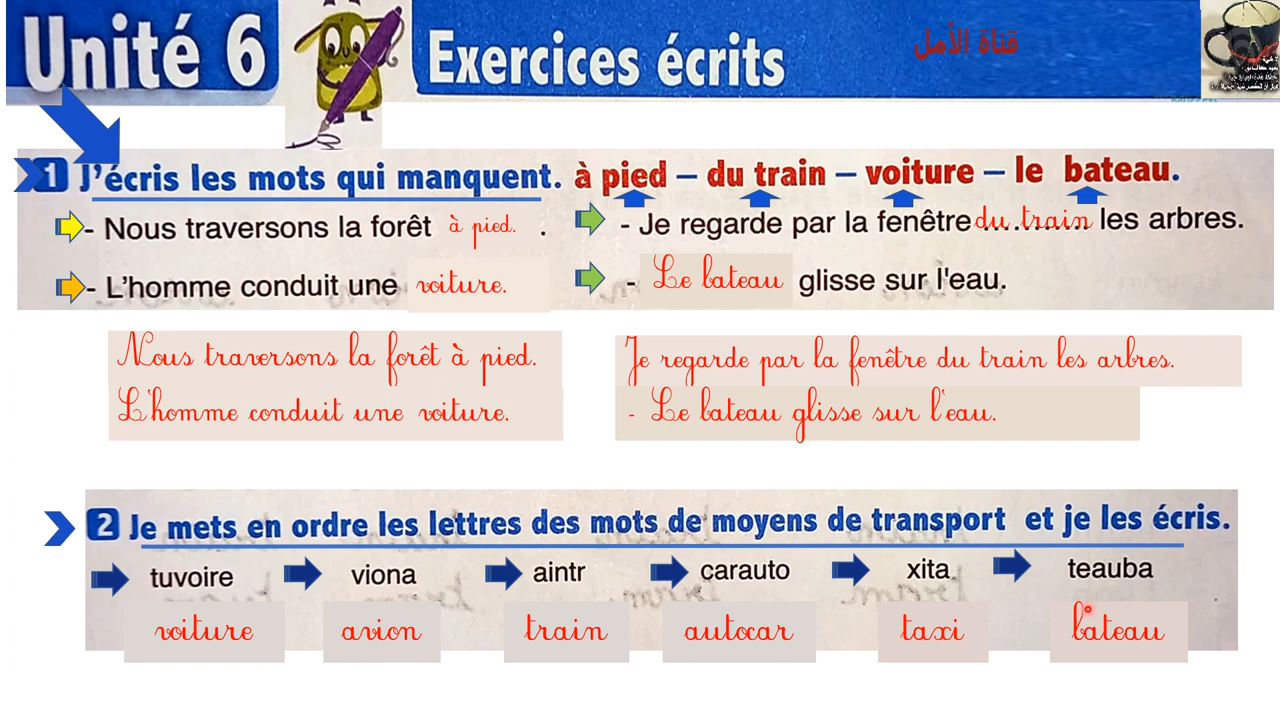 Unité 6 Exercices écrits
قناة الأمل
1 J'écris les mots qui manquent. à pied – du train – voiture – le bateau.
- Nous traversons la forêt à pied. .
- Je regarde par la fenêtre du train les arbres.
- L'homme conduit une voiture.
- Le bateau glisse sur l'eau.
Nous traversons la forêt à pied.
L'homme conduit une voiture.
Je regarde par la fenêtre du train les arbres.
- Le bateau glisse sur l'eau.
2 Je mets en ordre les lettres des mots de moyens de transport et je les écris.
tuvoire viona aintr carauto xita teauba
voiture avion train autocar taxi bateau